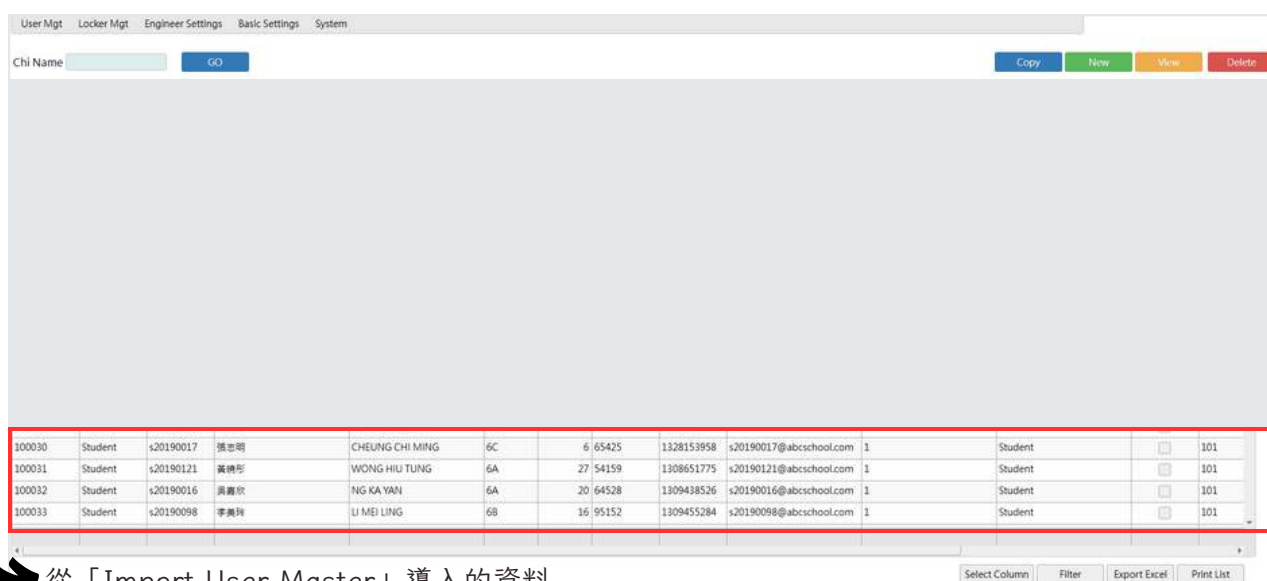 User Mgt Locker Mgt Engineer Settings Basic Settings System
Chi Name GO Copy New View Delete
100030 Student s20190017 張志明 CHEUNG CHI MING 6C 6 65425 1328153958 s20190017@abcschool.com 1 Student 101
100031 Student s20190121 黃曉彤 WONG HIU TUNG 6A 27 54159 1308651775 s20190121@abcschool.com 1 Student 101
100032 Student s20190016 吳嘉欣 NG KA YAN 6A 20 64528 1309438526 s20190016@abcschool.com 1 Student 101
100033 Student s20190098 李美玲 LI MEI LING 6B 16 95152 1309455284 s20190098@abcschool.com 1 Student 101
從「Import User Master」導入的資料
Select Column Filter Export Excel Print List